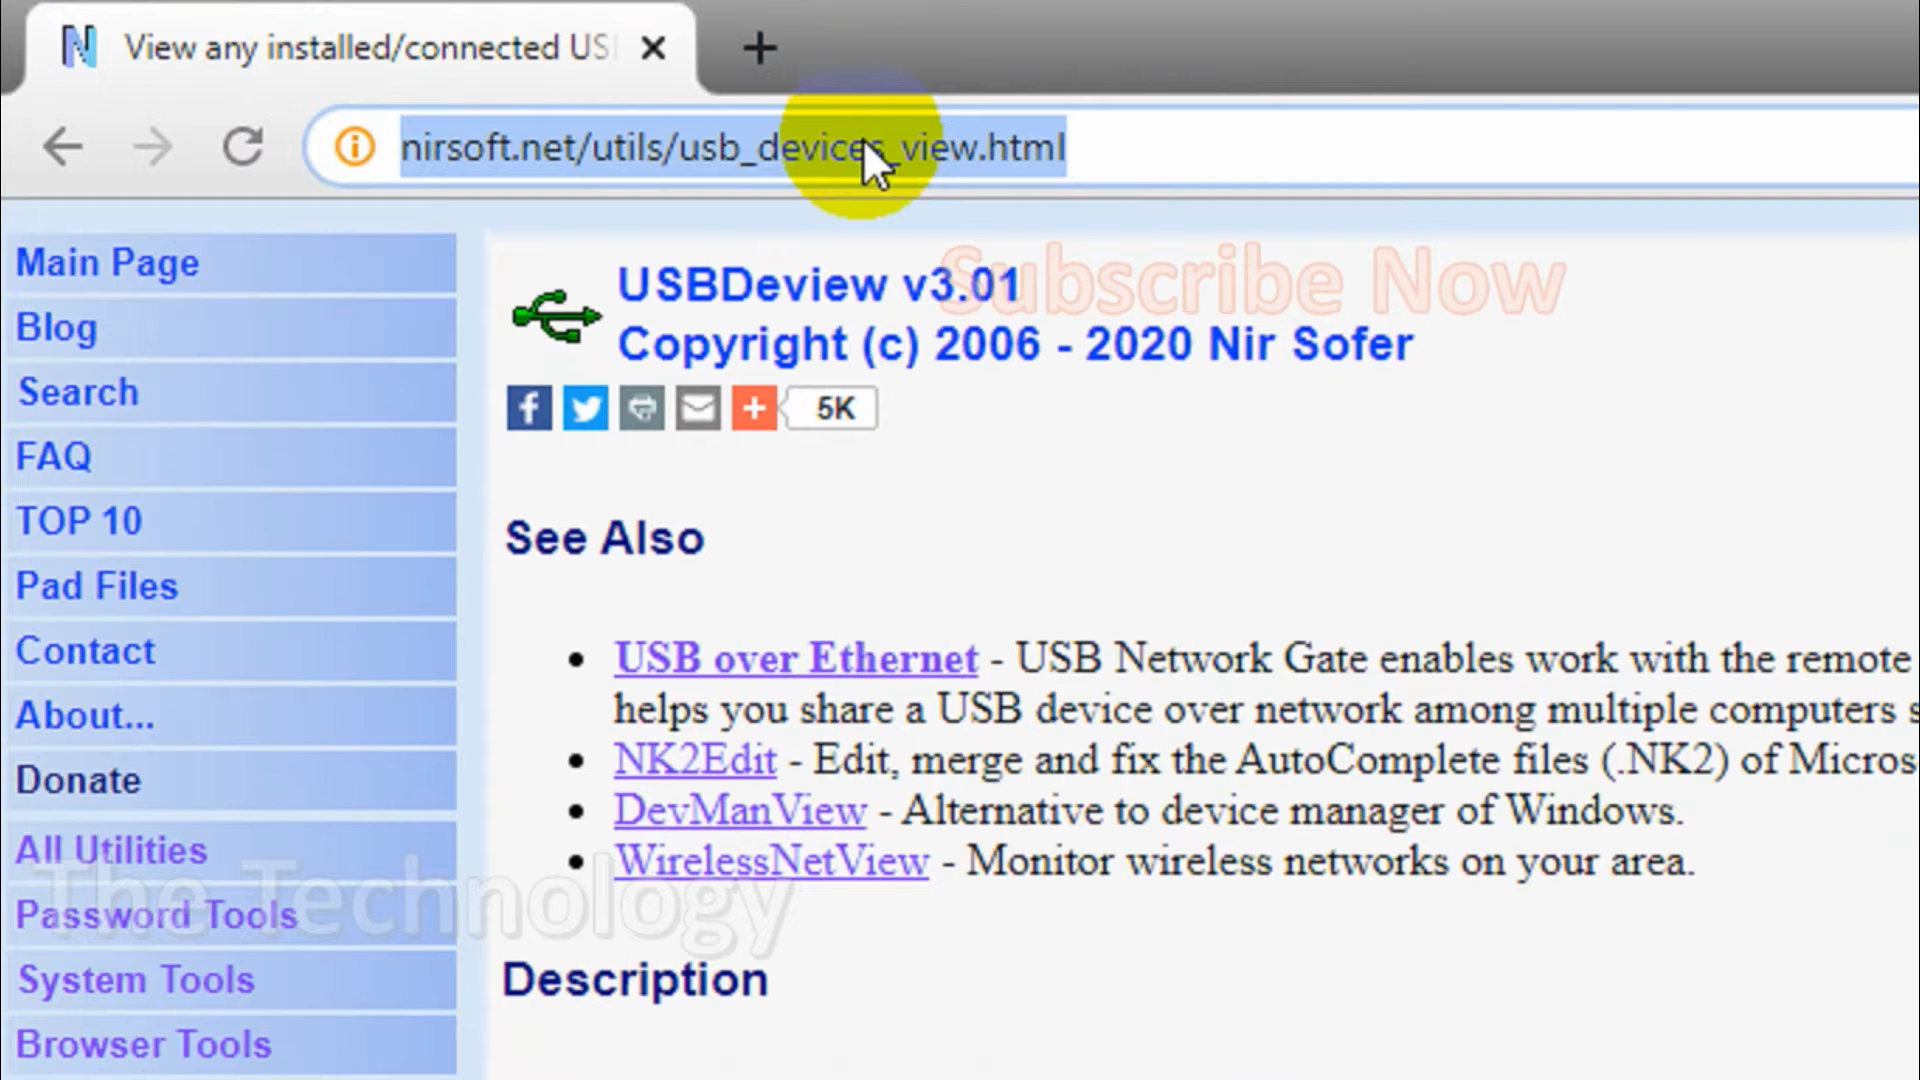 View any installed/connected US
nirsoft.net/utils/usb_devices_view.html
Main Page
Blog
Search
FAQ
TOP 10
Pad Files
Contact
About...
Donate
All Utilities
Password Tools
System Tools
Browser Tools
Subscribe Now
USBDeview v3.01
Copyright (c) 2006 - 2020 Nir Sofer
5K
See Also
USB over Ethernet - USB Network Gate enables work with the remote
helps you share a USB device over network among multiple computers s
NK2Edit - Edit, merge and fix the AutoComplete files (.NK2) of Micros
DevManView - Alternative to device manager of Windows.
WirelessNetView - Monitor wireless networks on your area.
The Technology
Description